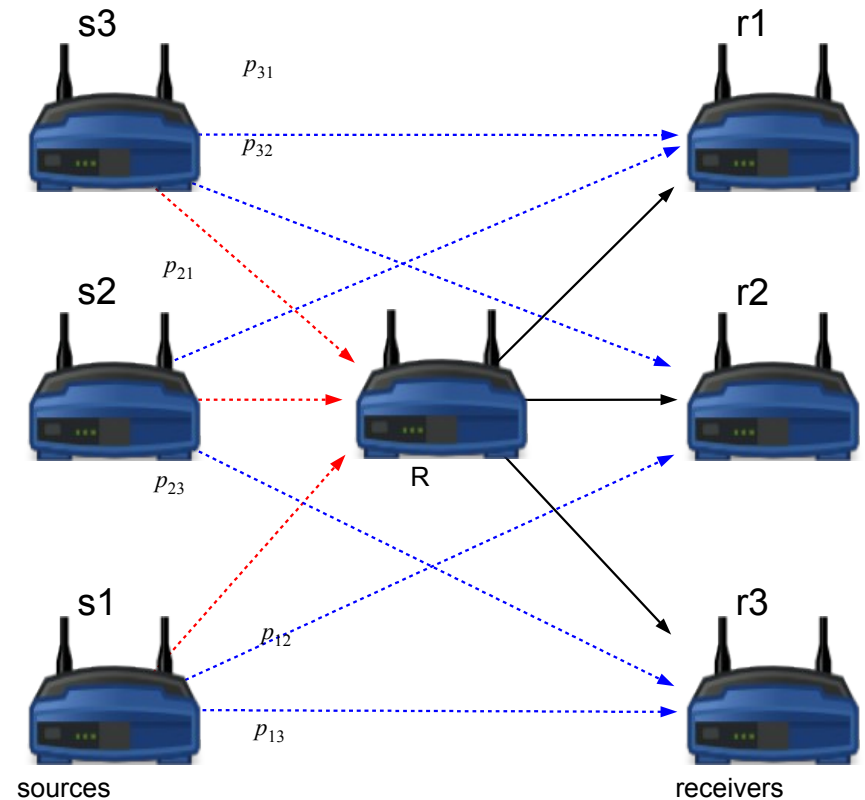 s3
r1
p31
p32
p21
s2
r2
p23
R
s1
r3
p12
p13
sources
receivers